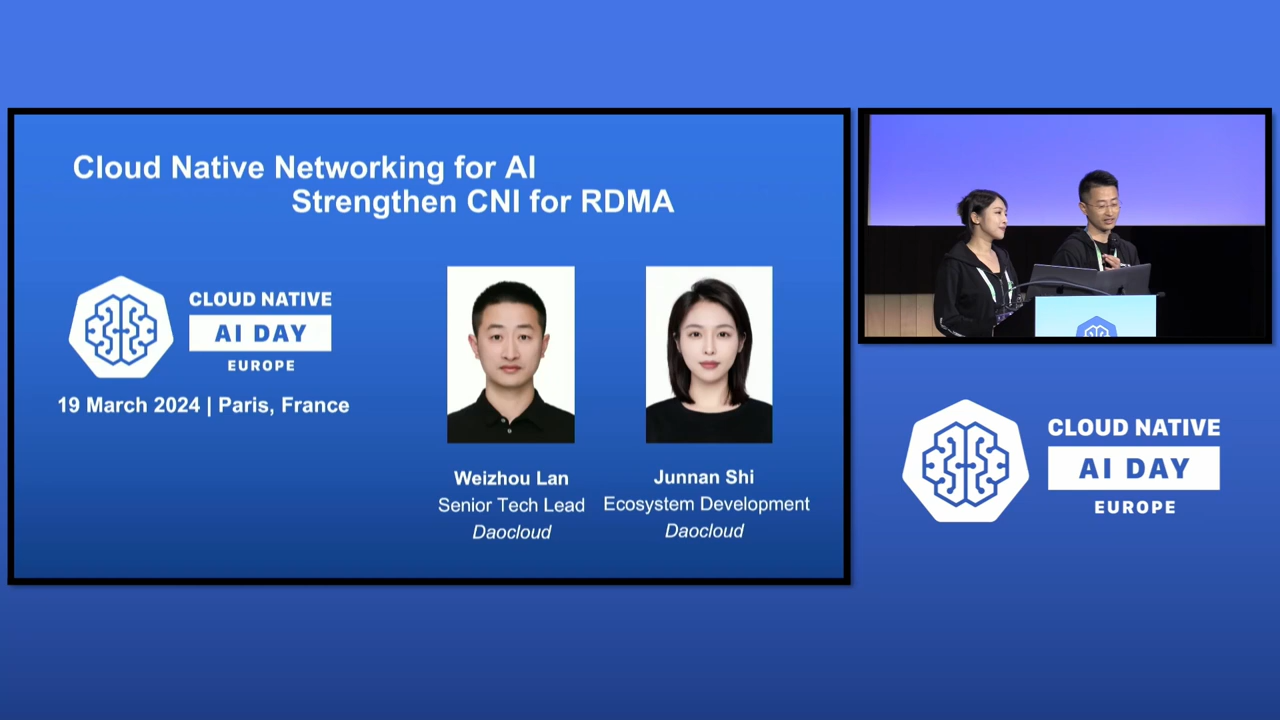 Cloud Native Networking for AI
Strengthen CNI for RDMA
CLOUD NATIVE
AI DAY
EUROPE
19 March 2024 | Paris, France
Weizhou Lan
Senior Tech Lead
Daocloud
Junnan Shi
Ecosystem Development
Daocloud
CLOUD NATIVE
AI DAY
EUROPE